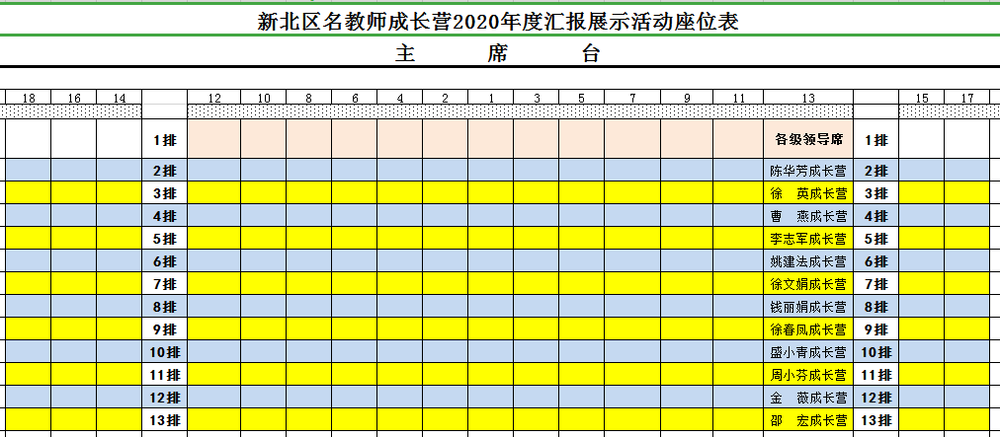 新北区名教师成长营2020年度汇报展示活动座位表
主 席 台
18 16 14 12 10 8 6 4 2 1 3 5 7 9 11 13 15 17
1排 各级领导席 1排
2排 陈华芳成长营 2排
3排 徐 英成长营 3排
4排 曹 燕成长营 4排
5排 李志军成长营 5排
6排 姚建法成长营 6排
7排 徐文娟成长营 7排
8排 钱丽娟成长营 8排
9排 徐春凤成长营 9排
10排 盛小青成长营 10排
11排 周小芬成长营 11排
12排 金 薇成长营 12排
13排 邵 宏成长营 13排